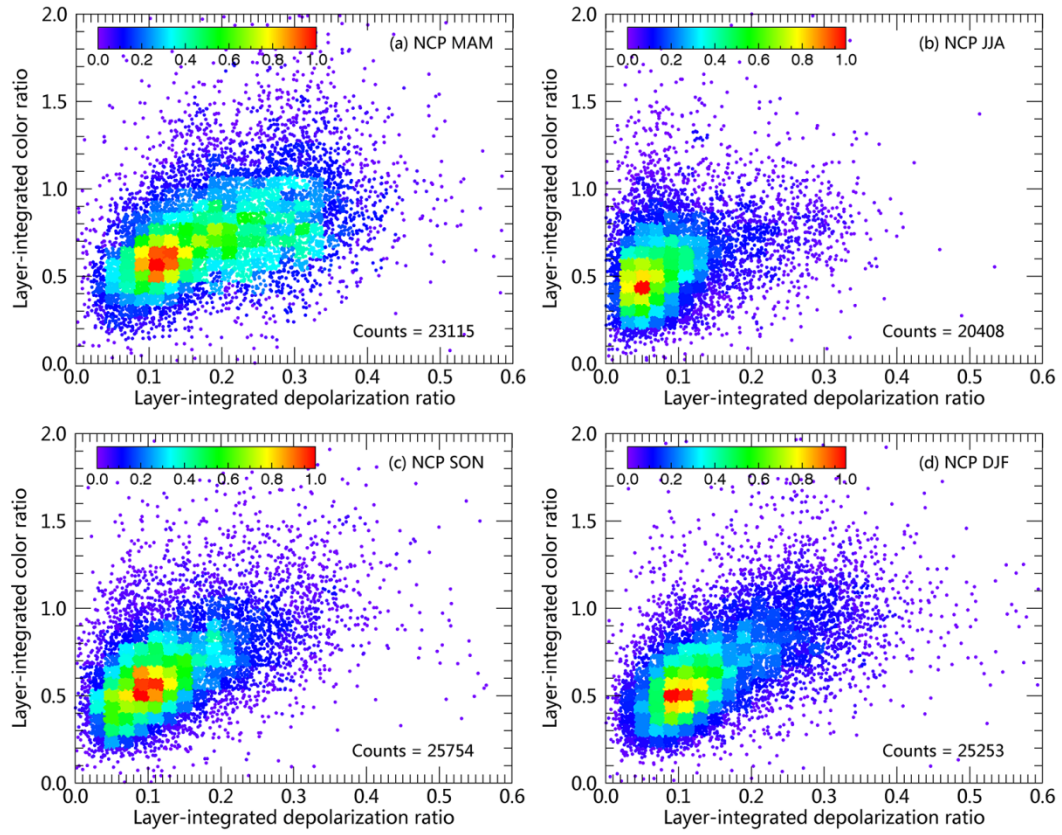 2.0
0.0 0.2 0.4 0.6 0.8 1.0
(a) NCP MAM
1.5
1.0
0.5
0.0
Layer-integrated color ratio
Counts = 23115
0.0 0.1 0.2 0.3 0.4 0.5 0.6
Layer-integrated depolarization ratio
2.0
0.0 0.2 0.4 0.6 0.8 1.0
(b) NCP JJA
1.5
1.0
0.5
0.0
Layer-integrated color ratio
Counts = 20408
0.0 0.1 0.2 0.3 0.4 0.5 0.6
Layer-integrated depolarization ratio
2.0
0.0 0.2 0.4 0.6 0.8 1.0
(c) NCP SON
1.5
1.0
0.5
0.0
Layer-integrated color ratio
Counts = 25754
0.0 0.1 0.2 0.3 0.4 0.5 0.6
Layer-integrated depolarization ratio
2.0
0.0 0.2 0.4 0.6 0.8 1.0
(d) NCP DJF
1.5
1.0
0.5
0.0
Layer-integrated color ratio
Counts = 25253
0.0 0.1 0.2 0.3 0.4 0.5 0.6
Layer-integrated depolarization ratio